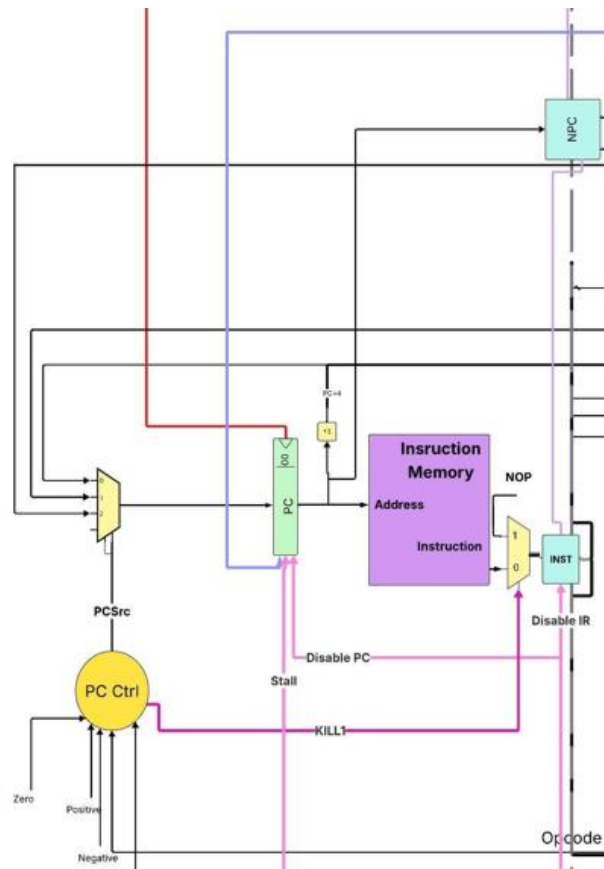 NPC
PC=4
+1
0
1
2
00
PC
Insruction
Memory
Address
Instruction
NOP
1
0
INST
Disable IR
PCSrc
Disable PC
Stall
PC Ctrl
KILL1
Zero
Positive
Negative
Opcode